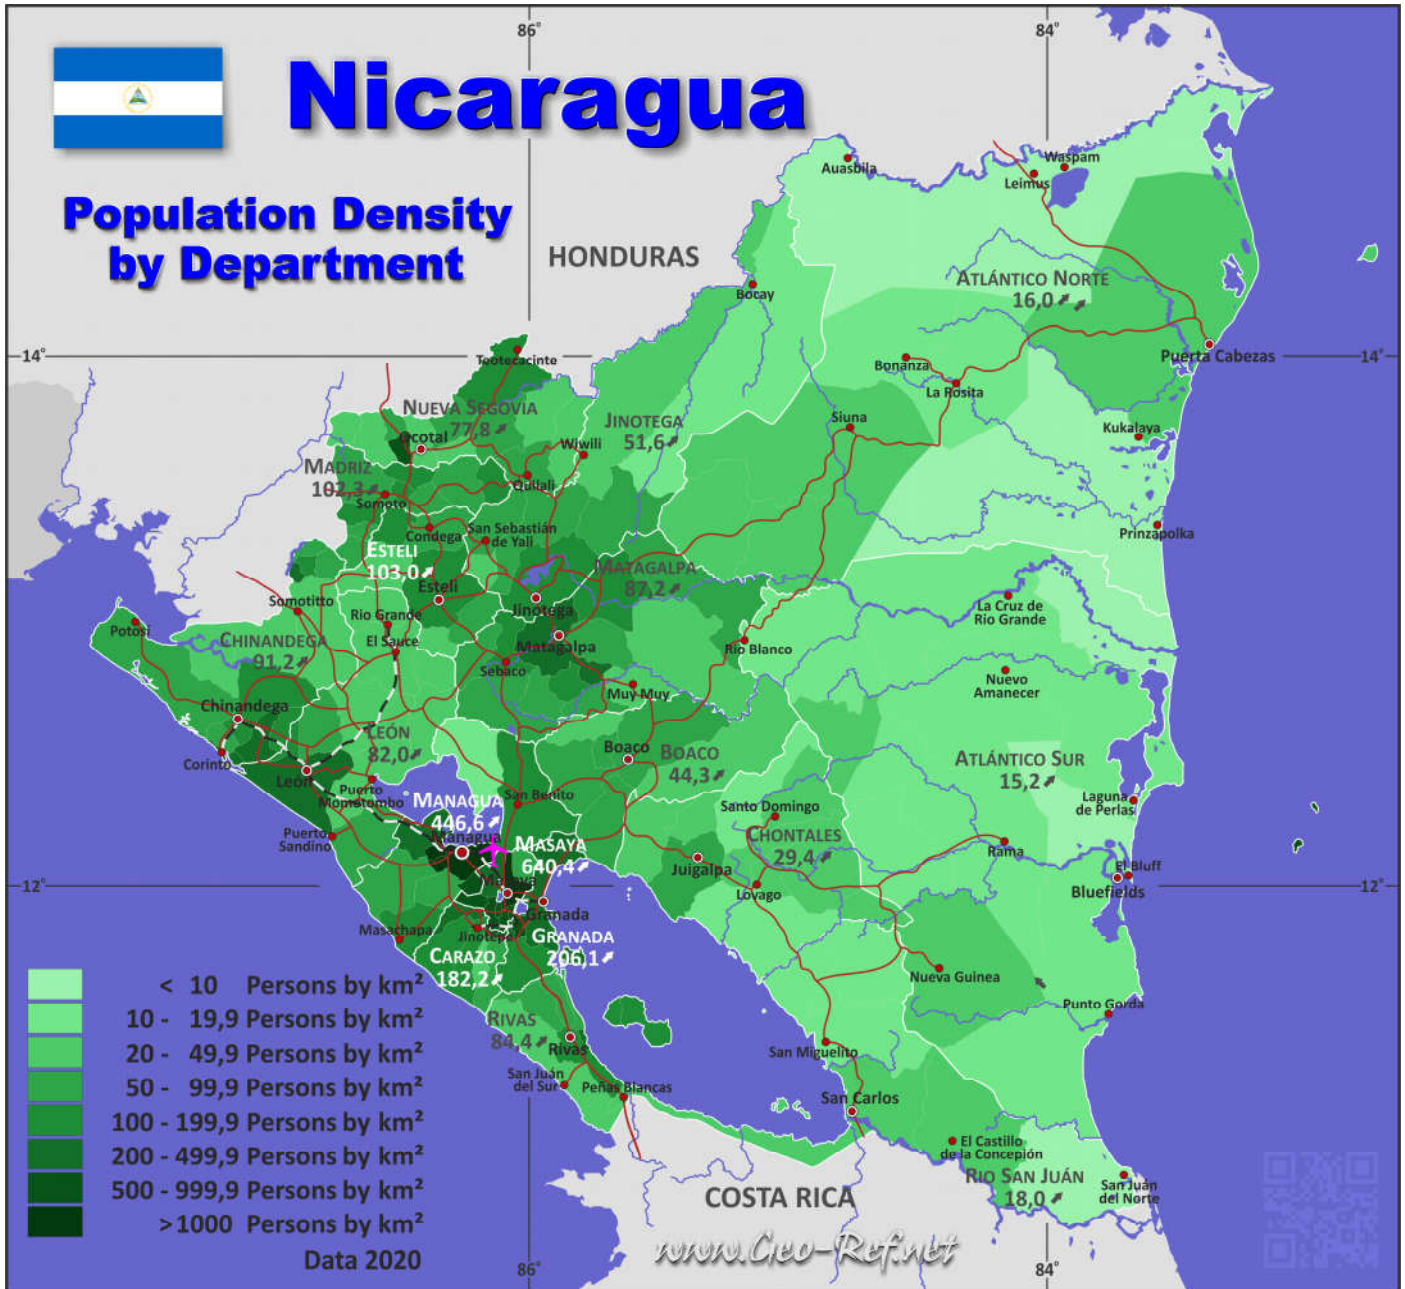 86°
84°
Nicaragua
Population Density
by Department
HONDURAS
Auasbila
Waspam
Leimus
ATLÁNTICO NORTE
16,0
Bocay
14°
14°
Teotecacinte
Puerta Cabezas
Bonanza
La Rosita
NUEVA SEGOVIA
77,8
JINOTEGA
51,6
Siuna
Kukalaya
Ocotal
Wiwili
MADRIZ
102,3
Quilali
Somoto
Condega
San Sebastián
de Yali
Prinzapolka
ESTELI
103,0
MATAGALPA
87,2
Esteli
Somotitto
Rio Grande
Jinotega
La Cruz de
Rio Grande
Potosi
CHINANDEGA
91,2
El Sauce
Matagalpa
Rio Blanco
Sebaco
Muy Muy
Nuevo
Amanecer
Chinandega
LEÓN
82,0
Boaco
BOACO
44,3
ATLÁNTICO SUR
15,2
Corinto
León
Puerto
Momotombo
San Benito
MANAGUA
446,6
Santo Domingo
Laguna
de Perlas
Puerto
Sandino
Managua
MASAYA
640,4
CHONTALES
29,4
Rama
Juigalpa
El Bluff
12°
12°
Masaya
Lovago
Bluefields
Granada
Masachapa
Jinotepe
GRANADA
206,1
CARAZO
182,2
Nueva Guinea
Punto Gorda
RIVAS
84,4
Rivas
San Miguelito
San Juán
del Sur
Peñas Blancas
San Carlos
El Castillo
de la Concepión
RIO SAN JUÁN
18,0
San Juán
del Norte
COSTA RICA
< 10 Persons by km²
10 - 19,9 Persons by km²
20 - 49,9 Persons by km²
50 - 99,9 Persons by km²
100 - 199,9 Persons by km²
200 - 499,9 Persons by km²
500 - 999,9 Persons by km²
>1000 Persons by km²
Data 2020
www.Geo-Ref.net
86°
84°